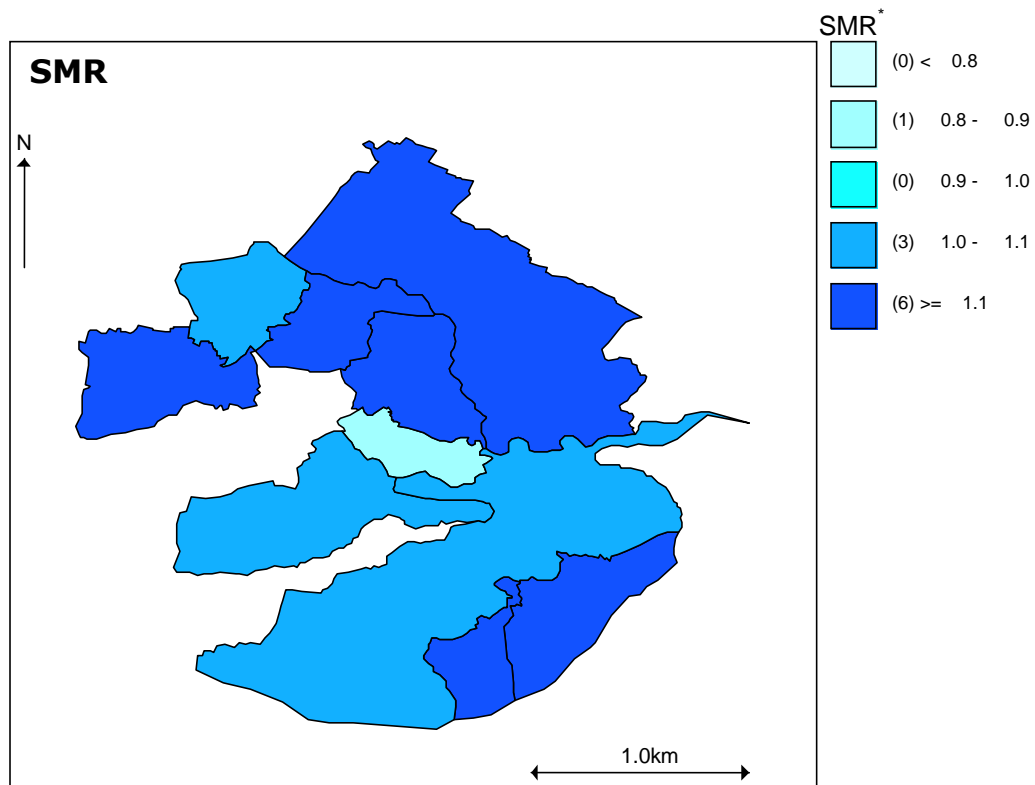 SMR*
SMR
(0) < 0.8
(1) 0.8 - 0.9
(0) 0.9 - 1.0
(3) 1.0 - 1.1
(6) >= 1.1
N
1.0km